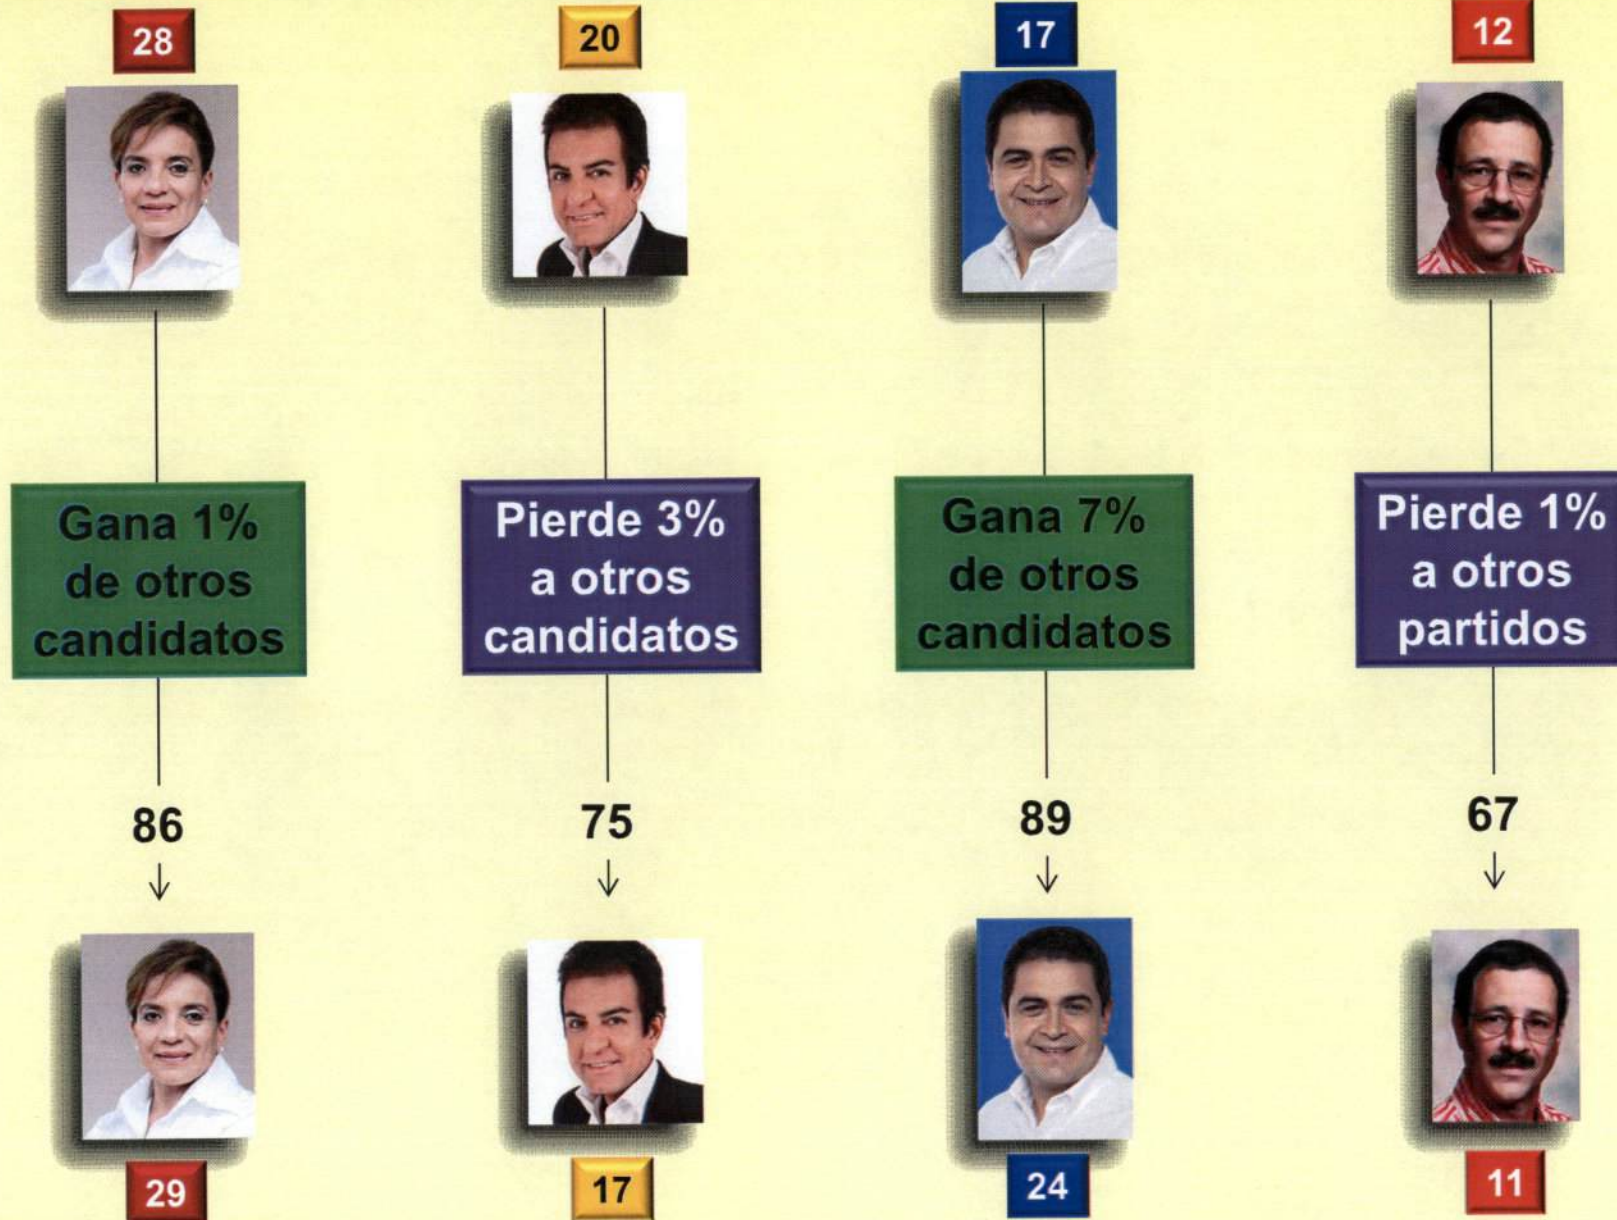 28
20
17
12
Gana 1%
de otros
candidatos
Pierde 3%
a otros
candidatos
Gana 7%
de otros
candidatos
Pierde 1%
a otros
partidos
86
75
89
67
29
17
24
11